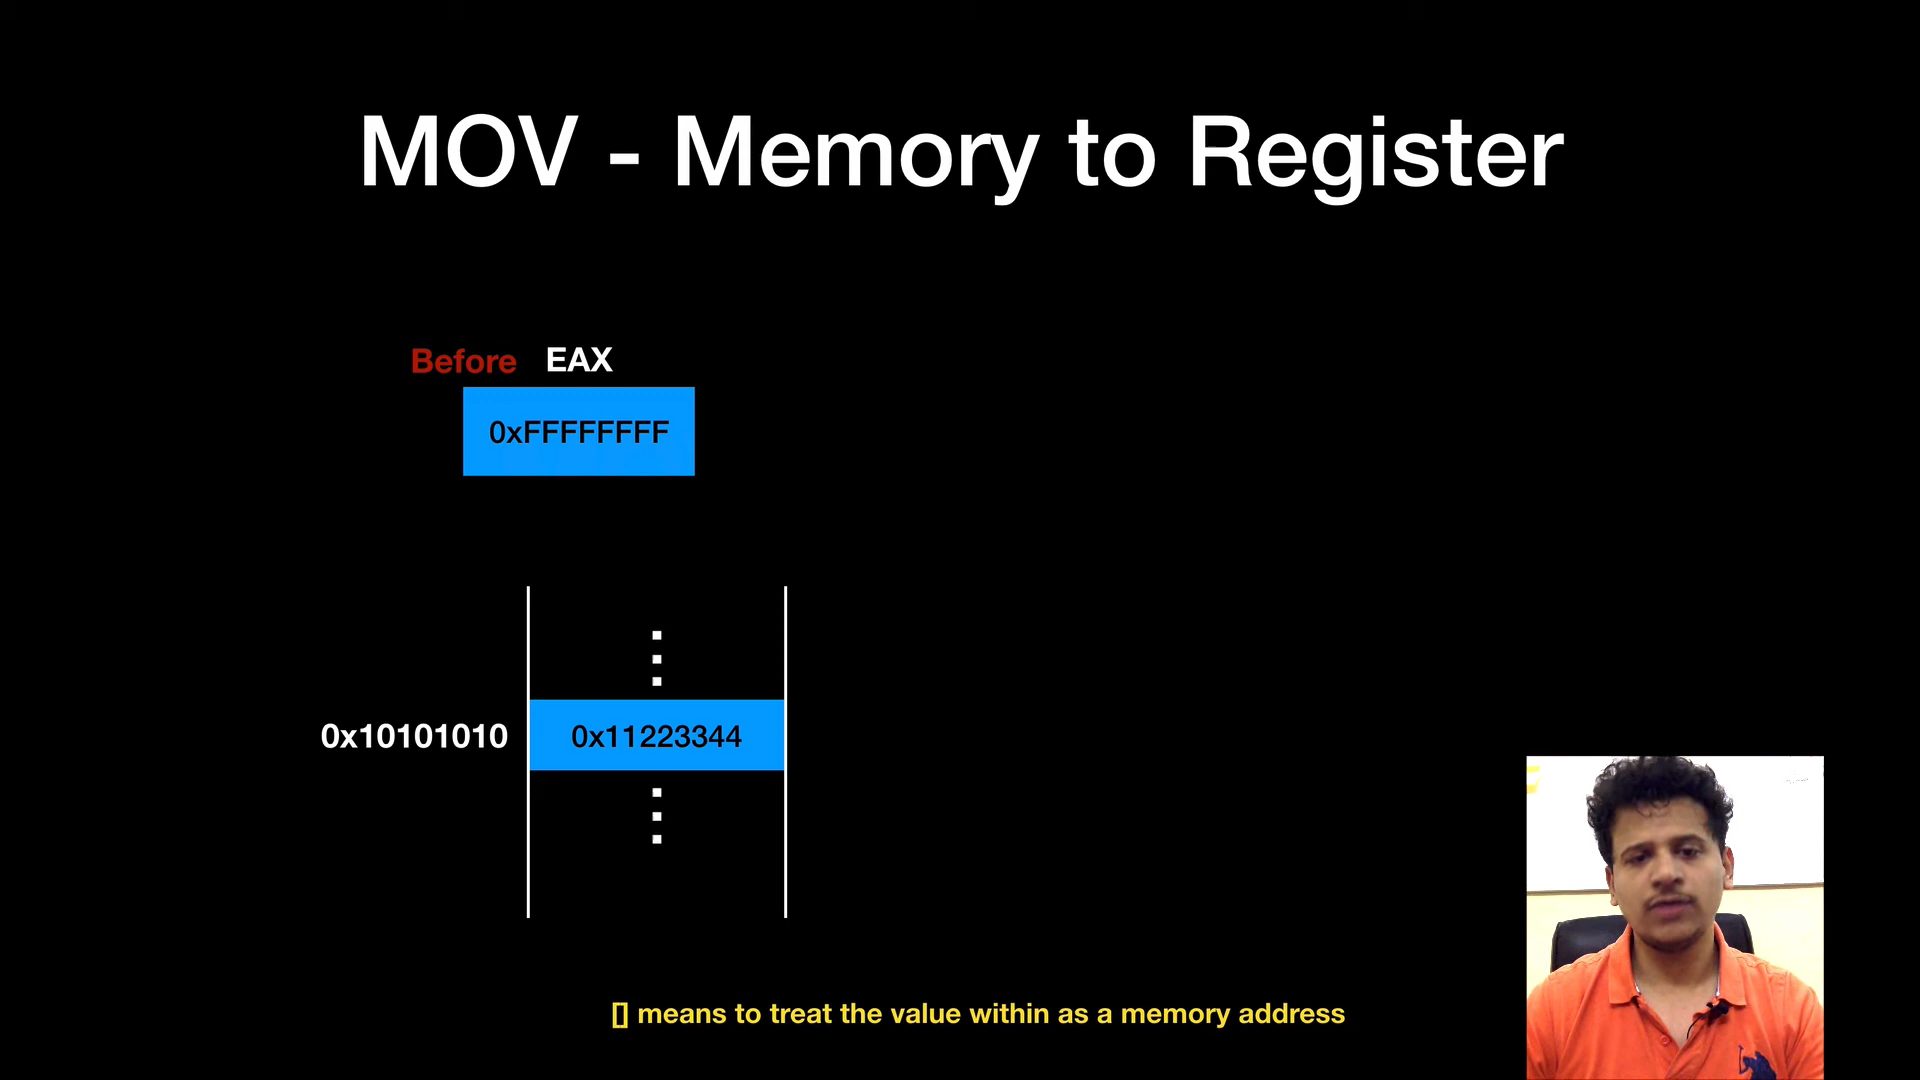 MOV - Memory to Register
Before EAX
0xFFFFFFFF
0x10101010 0x11223344
[] means to treat the value within as a memory address